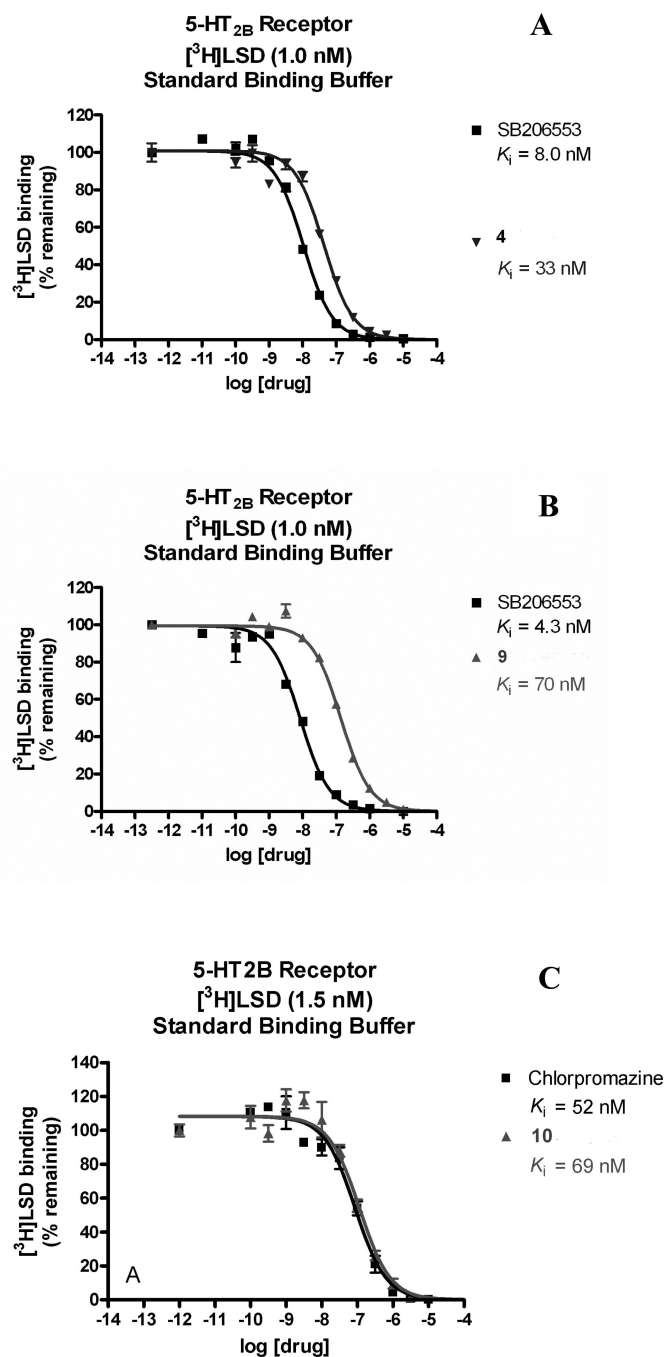 A
5-HT2B Receptor
[³H]LSD (1.0 nM)
Standard Binding Buffer
120
100
80
60
40
20
0
[³H]LSD binding
(% remaining)
-14 -13 -12 -11 -10 -9 -8 -7 -6 -5 -4
log [drug]
SB206553
Ki = 8.0 nM
4
Ki = 33 nM
B
5-HT2B Receptor
[³H]LSD (1.0 nM)
Standard Binding Buffer
120
100
80
60
40
20
0
[³H]LSD binding
(% remaining)
-14 -13 -12 -11 -10 -9 -8 -7 -6 -5 -4
log [drug]
SB206553
Ki = 4.3 nM
9
Ki = 70 nM
C
5-HT2B Receptor
[³H]LSD (1.5 nM)
Standard Binding Buffer
140
120
100
80
60
40
20
0
[³H]LSD binding
(% remaining)
A
-14 -13 -12 -11 -10 -9 -8 -7 -6 -5 -4
log [drug]
Chlorpromazine
Ki = 52 nM
10
Ki = 69 nM